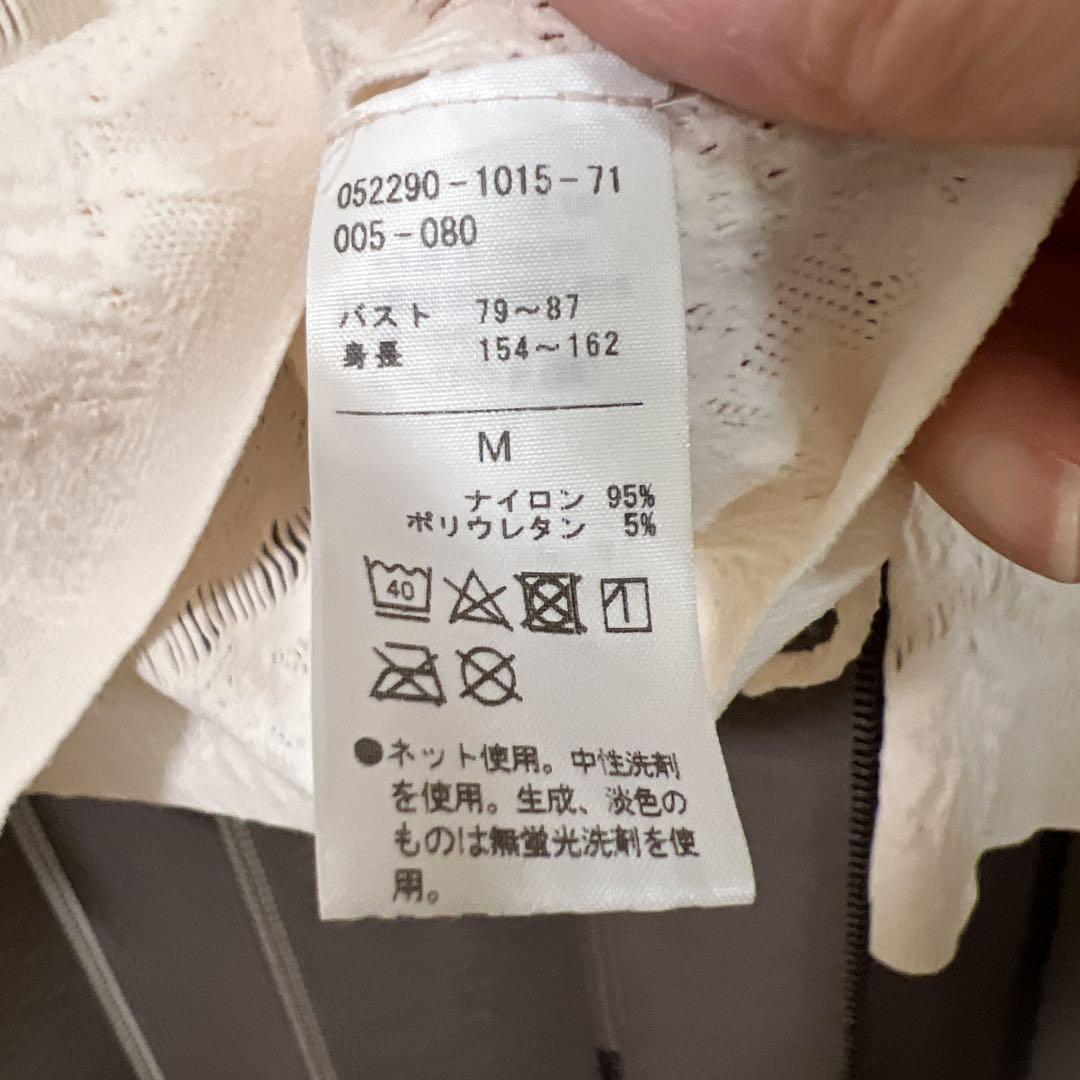 052290-1015-71
005-080
バスト 79~87
身長 154~162
M
ナイロン 95%
ポリウレタン 5%
40
●ネット使用。中性洗剤
を使用。生成、淡色の
ものは無蛍光洗剤を使
用。